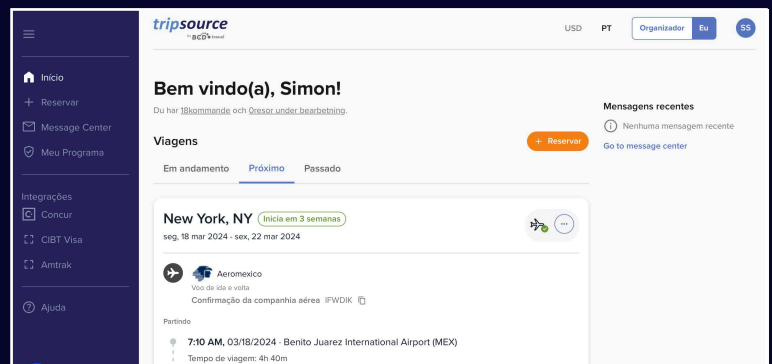 tripsource
by BCD travel
USD
PT
Organizador
Eu
SS
Início
Reservar
Message Center
Meu Programa
Integrações
C Concur
CIBT Visa
Amtrak
Ajuda
Bem vindo(a), Simon!
Du har 18kommande och 0resor under bearbetning.
Viagens
+ Reservar
Em andamento
Próximo
Passado
New York, NY
Inicia em 3 semanas
seg, 18 mar 2024 - sex, 22 mar 2024
Aeromexico
Voo de ida e volta
Confirmação da companhia aérea IFWDIK
Partindo
7:10 AM, 03/18/2024 · Benito Juarez International Airport (MEX)
Tempo de viagem: 4h 40m
Mensagens recentes
Nenhuma mensagem recente
Go to message center